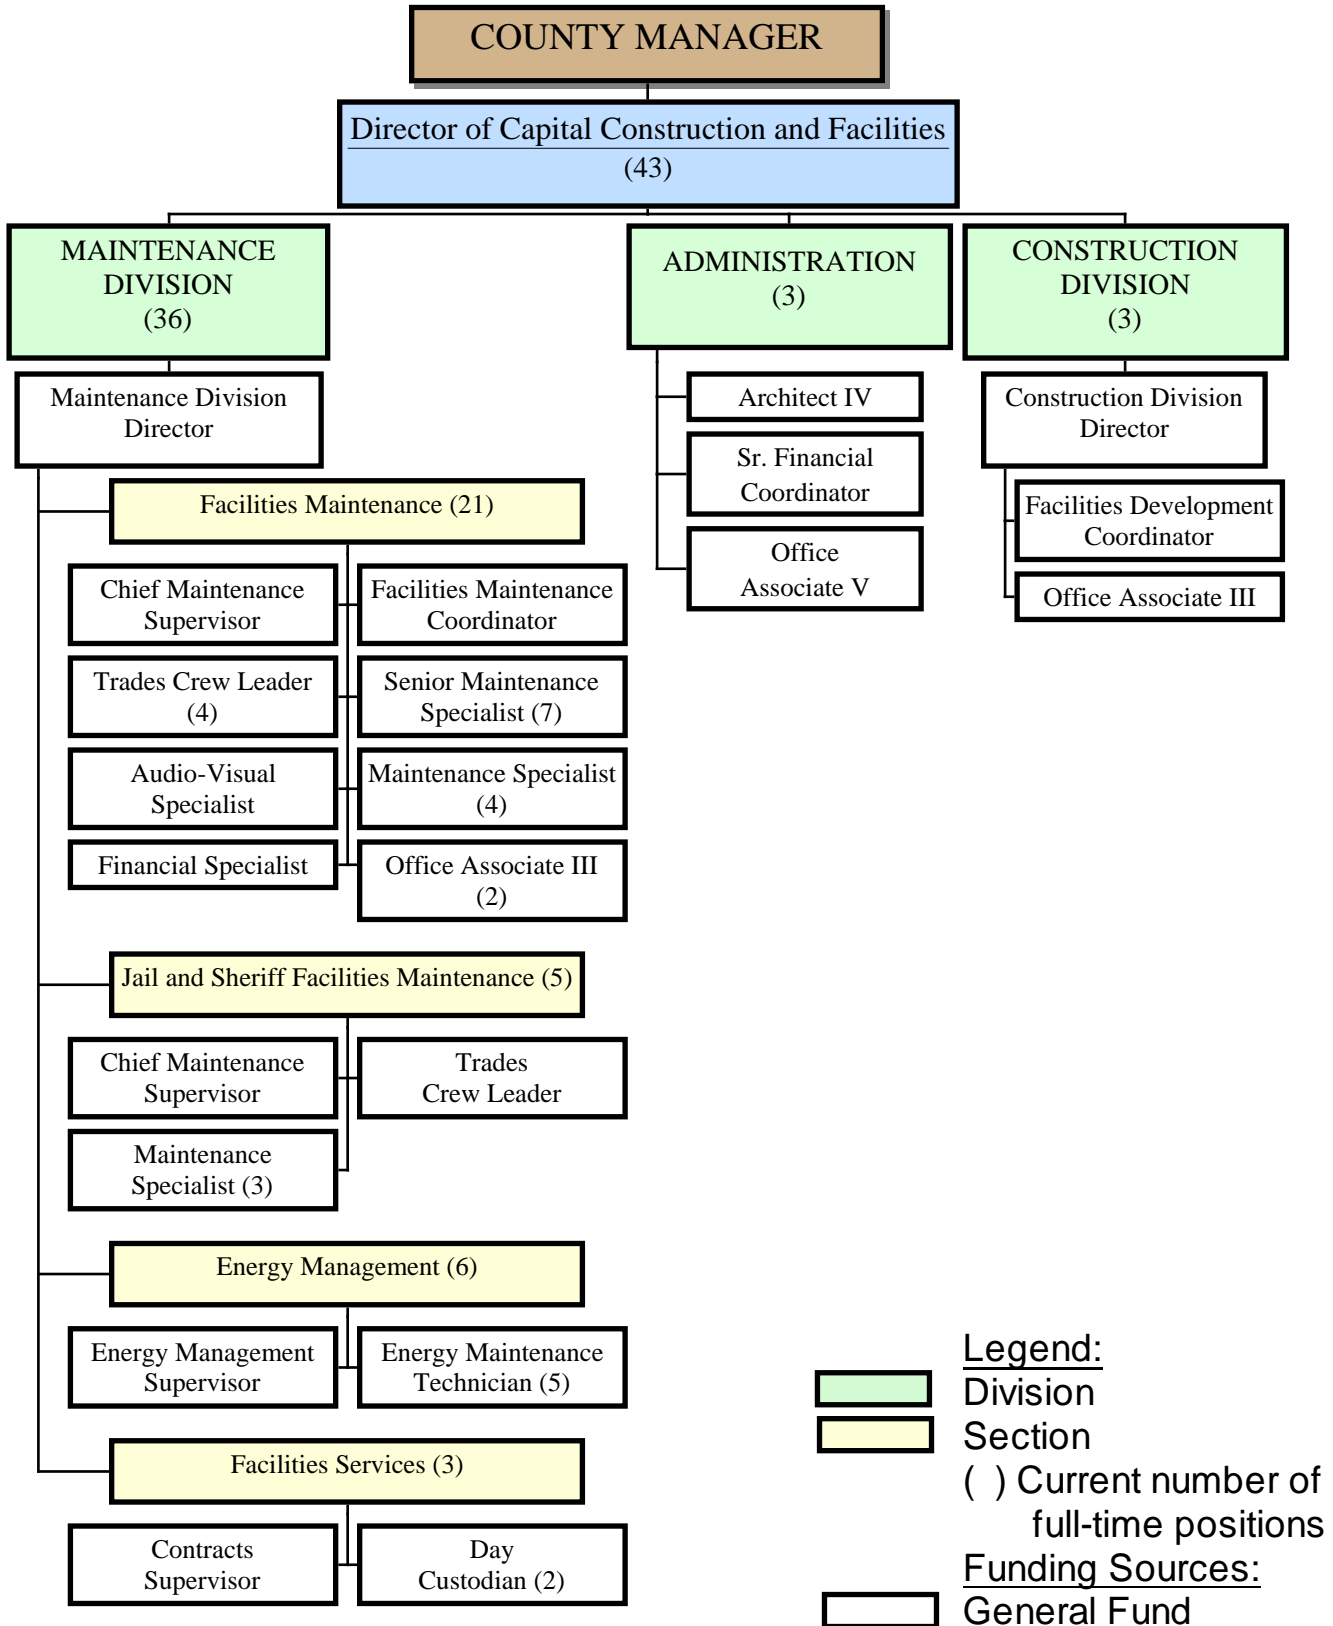 COUNTY MANAGER
Director of Capital Construction and Facilities
(43)
MAINTENANCE
DIVISION
(36)
ADMINISTRATION
(3)
CONSTRUCTION
DIVISION
(3)
Maintenance Division
Director
Architect IV
Sr. Financial
Coordinator
Office
Associate V
Construction Division
Director
Facilities Development
Coordinator
Office Associate III
Facilities Maintenance (21)
Chief Maintenance
Supervisor
Facilities Maintenance
Coordinator
Trades Crew Leader
(4)
Senior Maintenance
Specialist (7)
Audio-Visual
Specialist
Maintenance Specialist
(4)
Financial Specialist
Office Associate III
(2)
Jail and Sheriff Facilities Maintenance (5)
Chief Maintenance
Supervisor
Trades
Crew Leader
Maintenance
Specialist (3)
Energy Management (6)
Energy Management
Supervisor
Energy Maintenance
Technician (5)
Facilities Services (3)
Contracts
Supervisor
Day
Custodian (2)
Legend:
Division
Section
( ) Current number of
full-time positions
Funding Sources:
General Fund